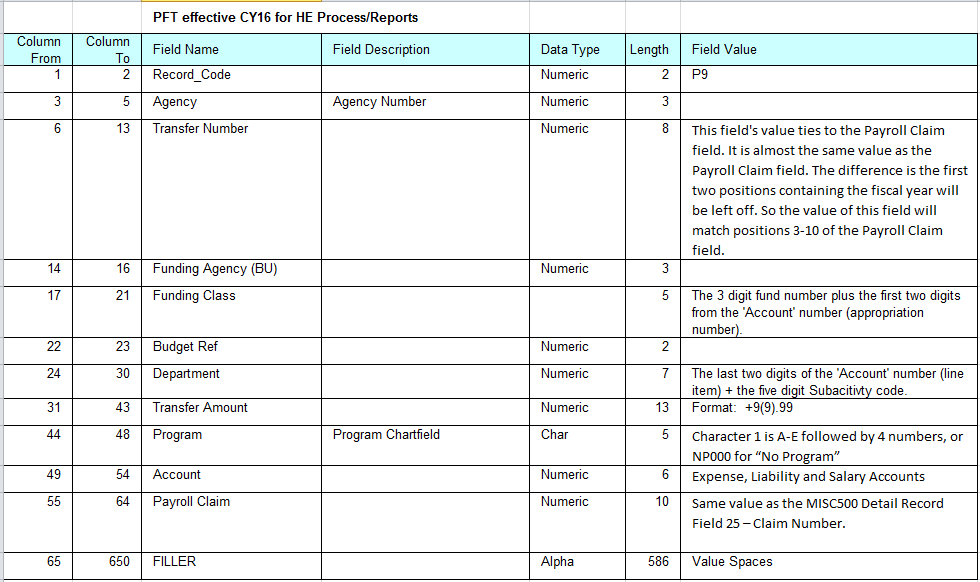 PFT effective CY16 for HE Process/Reports
Column From Column To Field Name Field Description Data Type Length Field Value
1 2 Record_Code Numeric 2 P9
3 5 Agency Agency Number Numeric 3
6 13 Transfer Number Numeric 8 This field's value ties to the Payroll Claim
field. It is almost the same value as the
Payroll Claim field. The difference is the first
two positions containing the fiscal year will
be left off. So the value of this field will
match positions 3-10 of the Payroll Claim
field.
14 16 Funding Agency (BU) Numeric 3
17 21 Funding Class 5 The 3 digit fund number plus the first two digits
from the 'Account' number (appropriation
number).
22 23 Budget Ref Numeric 2
24 30 Department Numeric 7 The last two digits of the 'Account' number (line
item) + the five digit Subacitivty code.
31 43 Transfer Amount Numeric 13 Format: +9(9).99
44 48 Program Program Chartfield Char 5 Character 1 is A-E followed by 4 numbers, or
NP000 for “No Program”
49 54 Account Numeric 6 Expense, Liability and Salary Accounts
55 64 Payroll Claim Numeric 10 Same value as the MISC500 Detail Record
Field 25 – Claim Number.
65 650 FILLER Alpha 586 Value Spaces